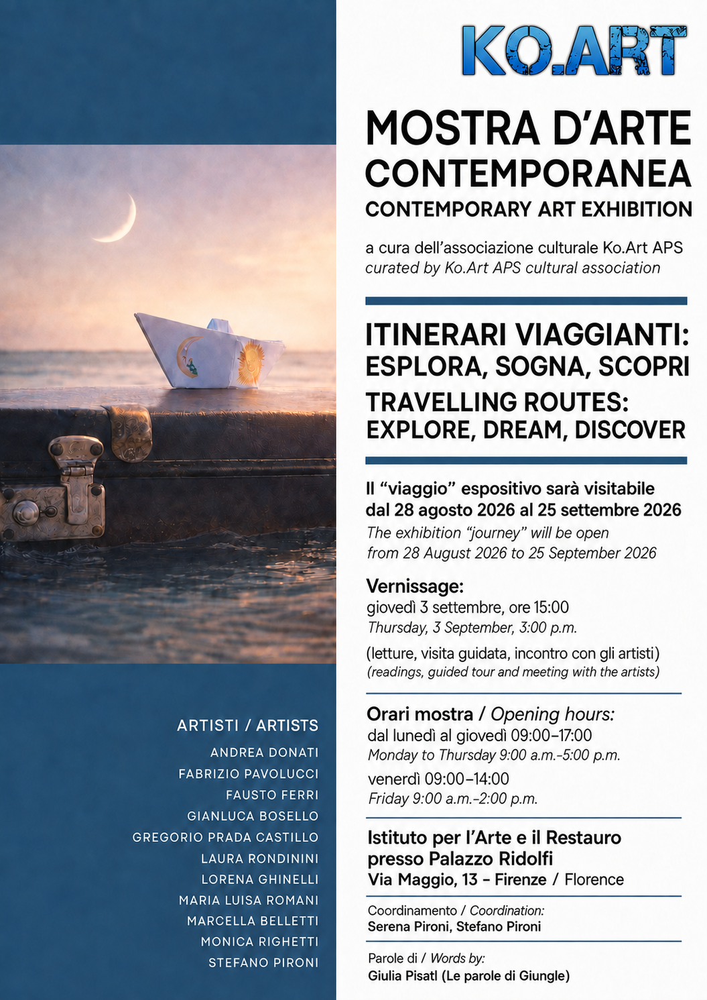 KO.ART
MOSTRA D’ARTE
CONTEMPORANEA
CONTEMPORARY ART EXHIBITION
a cura dell’associazione culturale Ko.Art APS
curated by Ko.Art APS cultural association
ITINERARI VIAGGIANTI:
ESPLORA, SOGNA, SCOPRI
TRAVELLING ROUTES:
EXPLORE, DREAM, DISCOVER
Il “viaggio” espositivo sarà visitabile
dal 28 agosto 2026 al 25 settembre 2026
The exhibition “journey” will be open
from 28 August 2026 to 25 September 2026
Vernissage:
giovedì 3 settembre, ore 15:00
Thursday, 3 September, 3:00 p.m.
(letture, visita guidata, incontro con gli artisti)
(readings, guided tour and meeting with the artists)
Orari mostra / Opening hours:
dal lunedì al giovedì 09:00–17:00
Monday to Thursday 9:00 a.m.–5:00 p.m.
venerdì 09:00–14:00
Friday 9:00 a.m.–2:00 p.m.
Istituto per l’Arte e il Restauro
presso Palazzo Ridolfi
Via Maggio, 13 – Firenze / Florence
Coordinamento / Coordination:
Serena Pironi, Stefano Pironi
Parole di / Words by:
Giulia Pisatl (Le parole di Giungle)
ARTISTI / ARTISTS
ANDREA DONATI
FABRIZIO PAVOLUCCI
FAUSTO FERRI
GIANLUCA BOSELLO
GREGORIO PRADA CASTILLO
LAURA RONDININI
LORENA GHINELLI
MARIA LUISA ROMANI
MARCELLA BELLETTI
MONICA RIGHETTI
STEFANO PIRONI